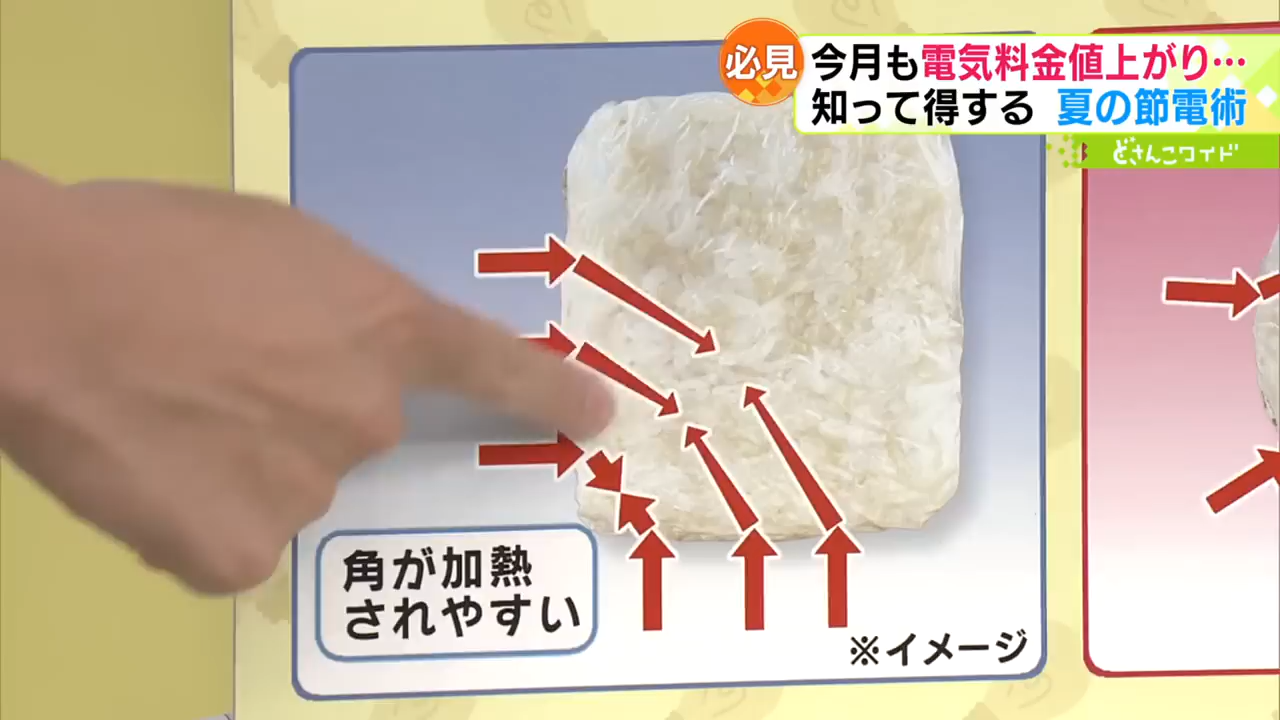 必見
今月も電気料金値上がり…
知って得する 夏の節電術
どさんこワイド
角が加熱
されやすい
※イメージ